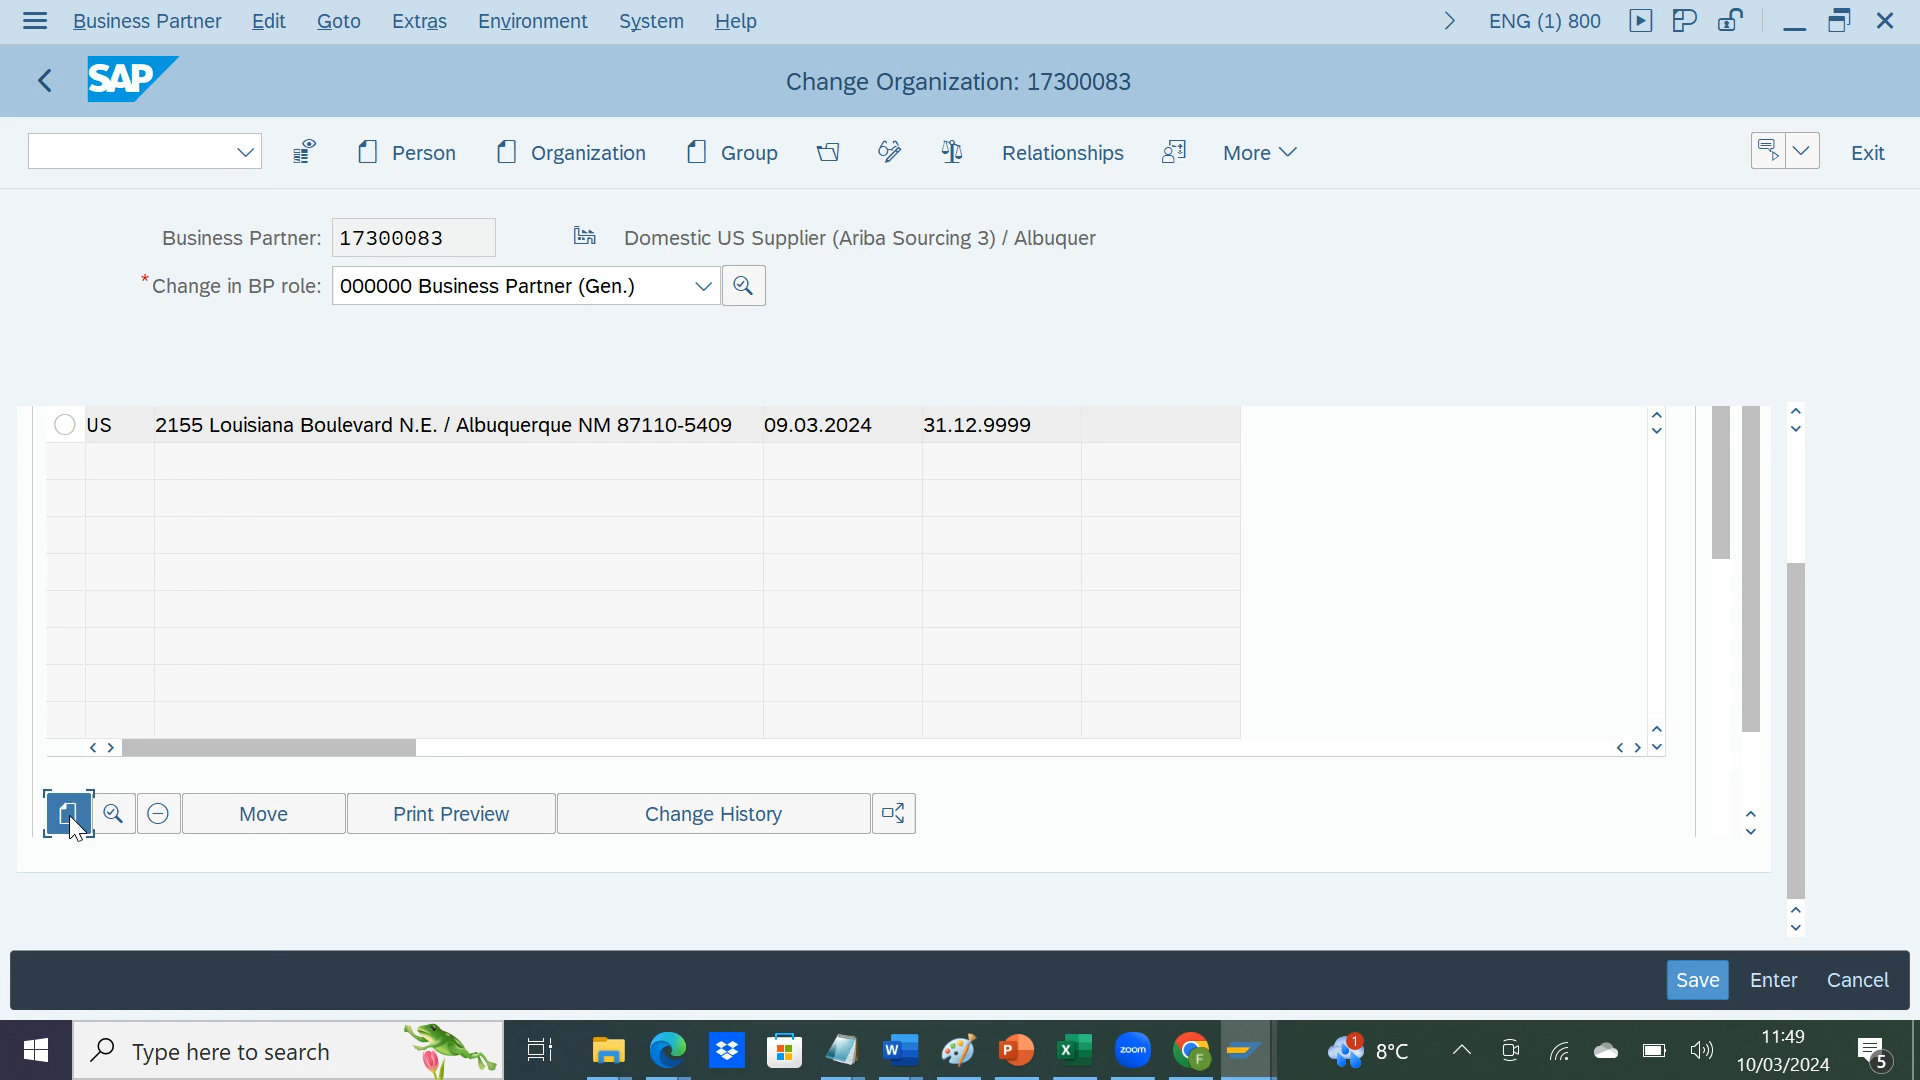 Business Partner Edit Goto Extras Environment System Help ENG (1) 800
SAP Change Organization: 17300083
Person Organization Group Relationships More Exit
Business Partner: 17300083 Domestic US Supplier (Ariba Sourcing 3) / Albuquer
*Change in BP role: 000000 Business Partner (Gen.)
US 2155 Louisiana Boulevard N.E. / Albuquerque NM 87110-5409 09.03.2024 31.12.9999
Move Print Preview Change History
Save Enter Cancel
Type here to search zoom 1 8°C 11:49
10/03/2024 5